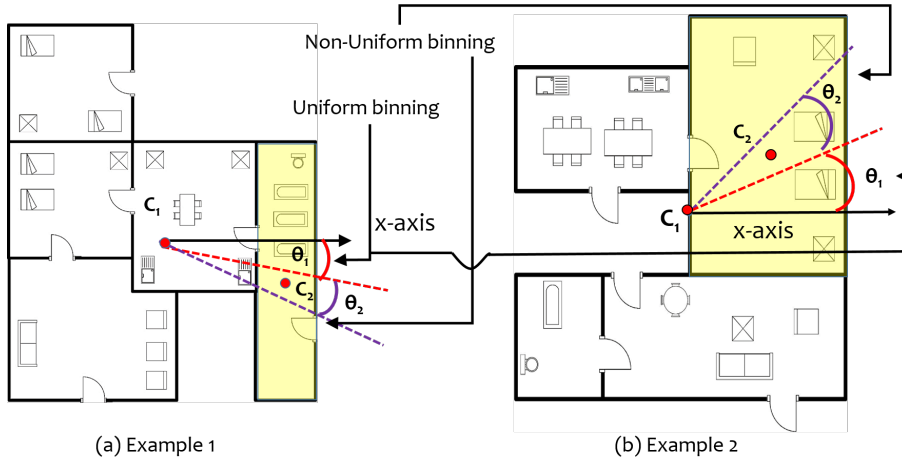 Non-Uniform binning
Uniform binning
C₁
x-axis
θ₁
C₂
θ₂
(a) Example 1
θ₂
C₂
θ₁
C₁
x-axis
(b) Example 2